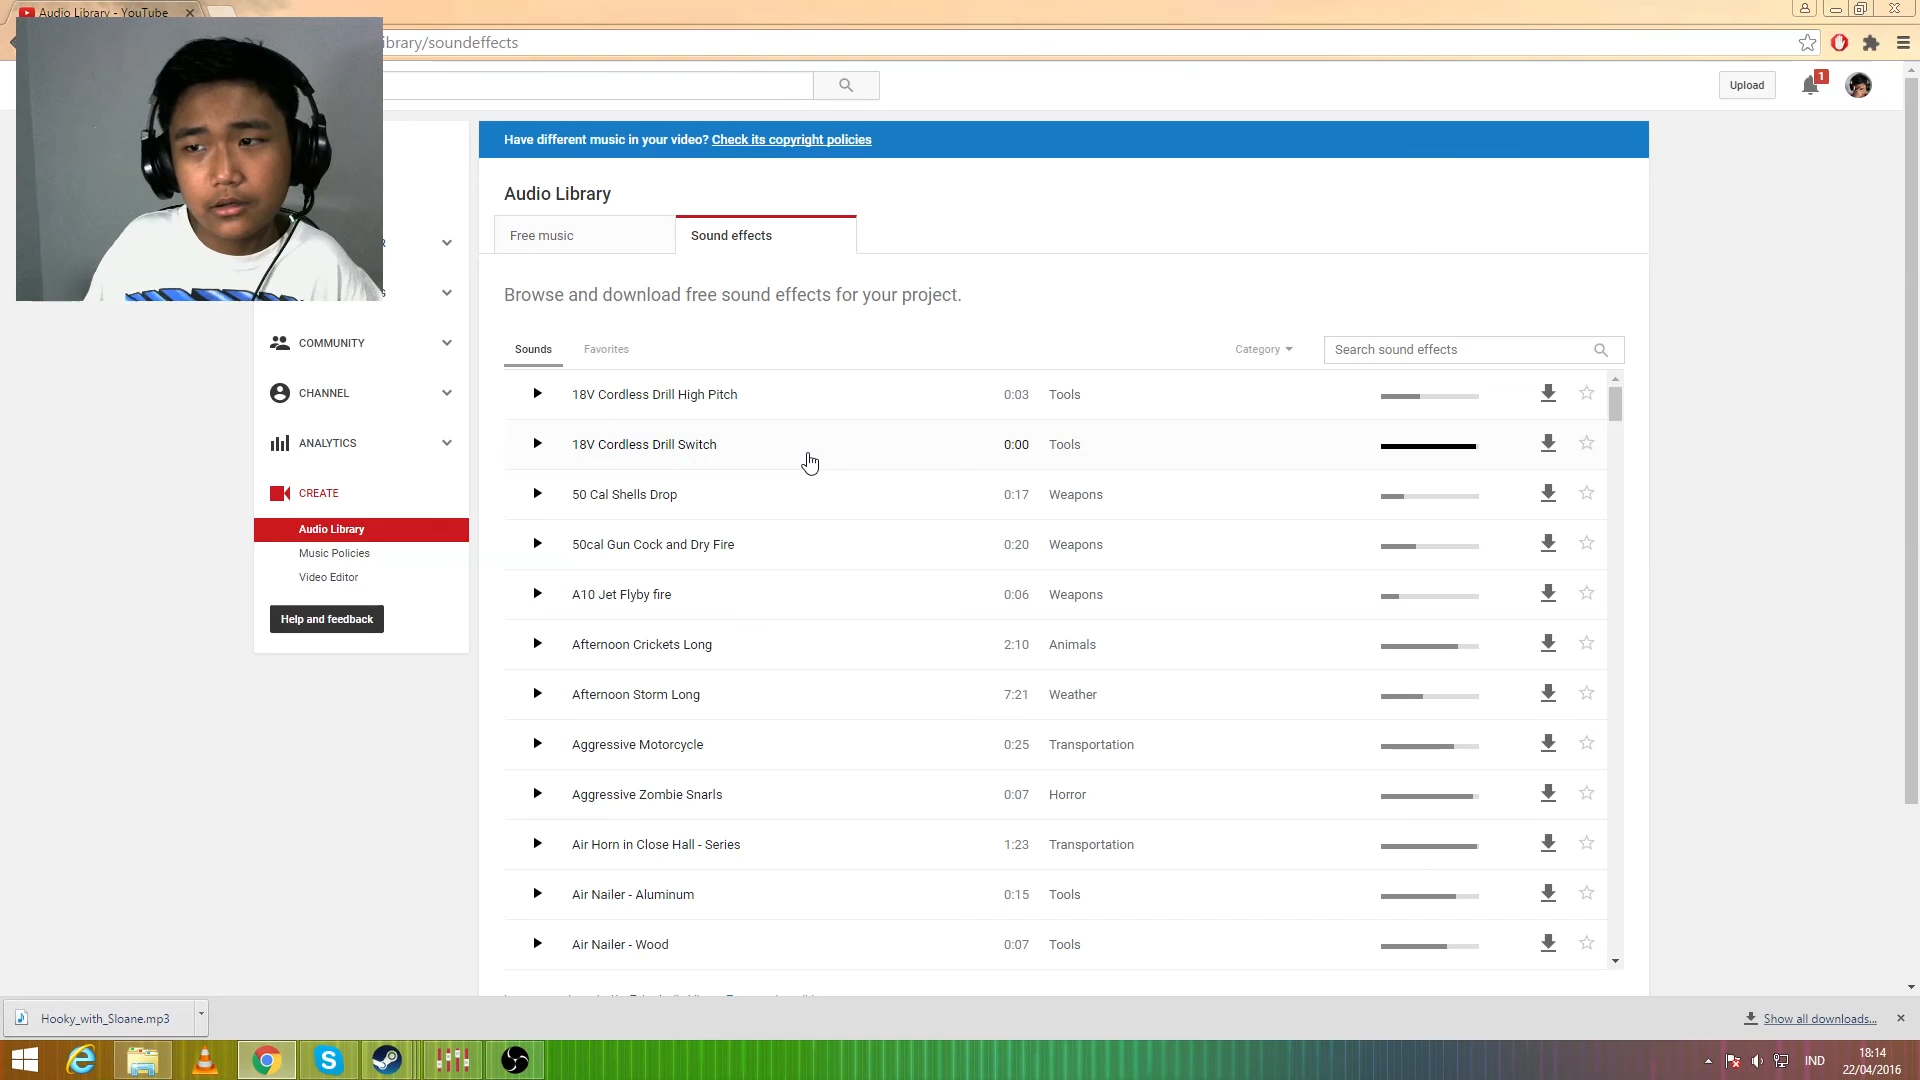 Audio Library - YouTube
ibrary/soundeffects
Upload
1
Have different music in your video? Check its copyright policies
Audio Library
Free music
Sound effects
Browse and download free sound effects for your project.
Sounds
Favorites
Category
Search sound effects
18V Cordless Drill High Pitch 0:03 Tools
18V Cordless Drill Switch 0:00 Tools
50 Cal Shells Drop 0:17 Weapons
50cal Gun Cock and Dry Fire 0:20 Weapons
A10 Jet Flyby fire 0:06 Weapons
Afternoon Crickets Long 2:10 Animals
Afternoon Storm Long 7:21 Weather
Aggressive Motorcycle 0:25 Transportation
Aggressive Zombie Snarls 0:07 Horror
Air Horn in Close Hall - Series 1:23 Transportation
Air Nailer - Aluminum 0:15 Tools
Air Nailer - Wood 0:07 Tools
COMMUNITY
CHANNEL
ANALYTICS
CREATE
Audio Library
Music Policies
Video Editor
Help and feedback
Hooky_with_Sloane.mp3
Show all downloads...
IND
18:14
22/04/2016